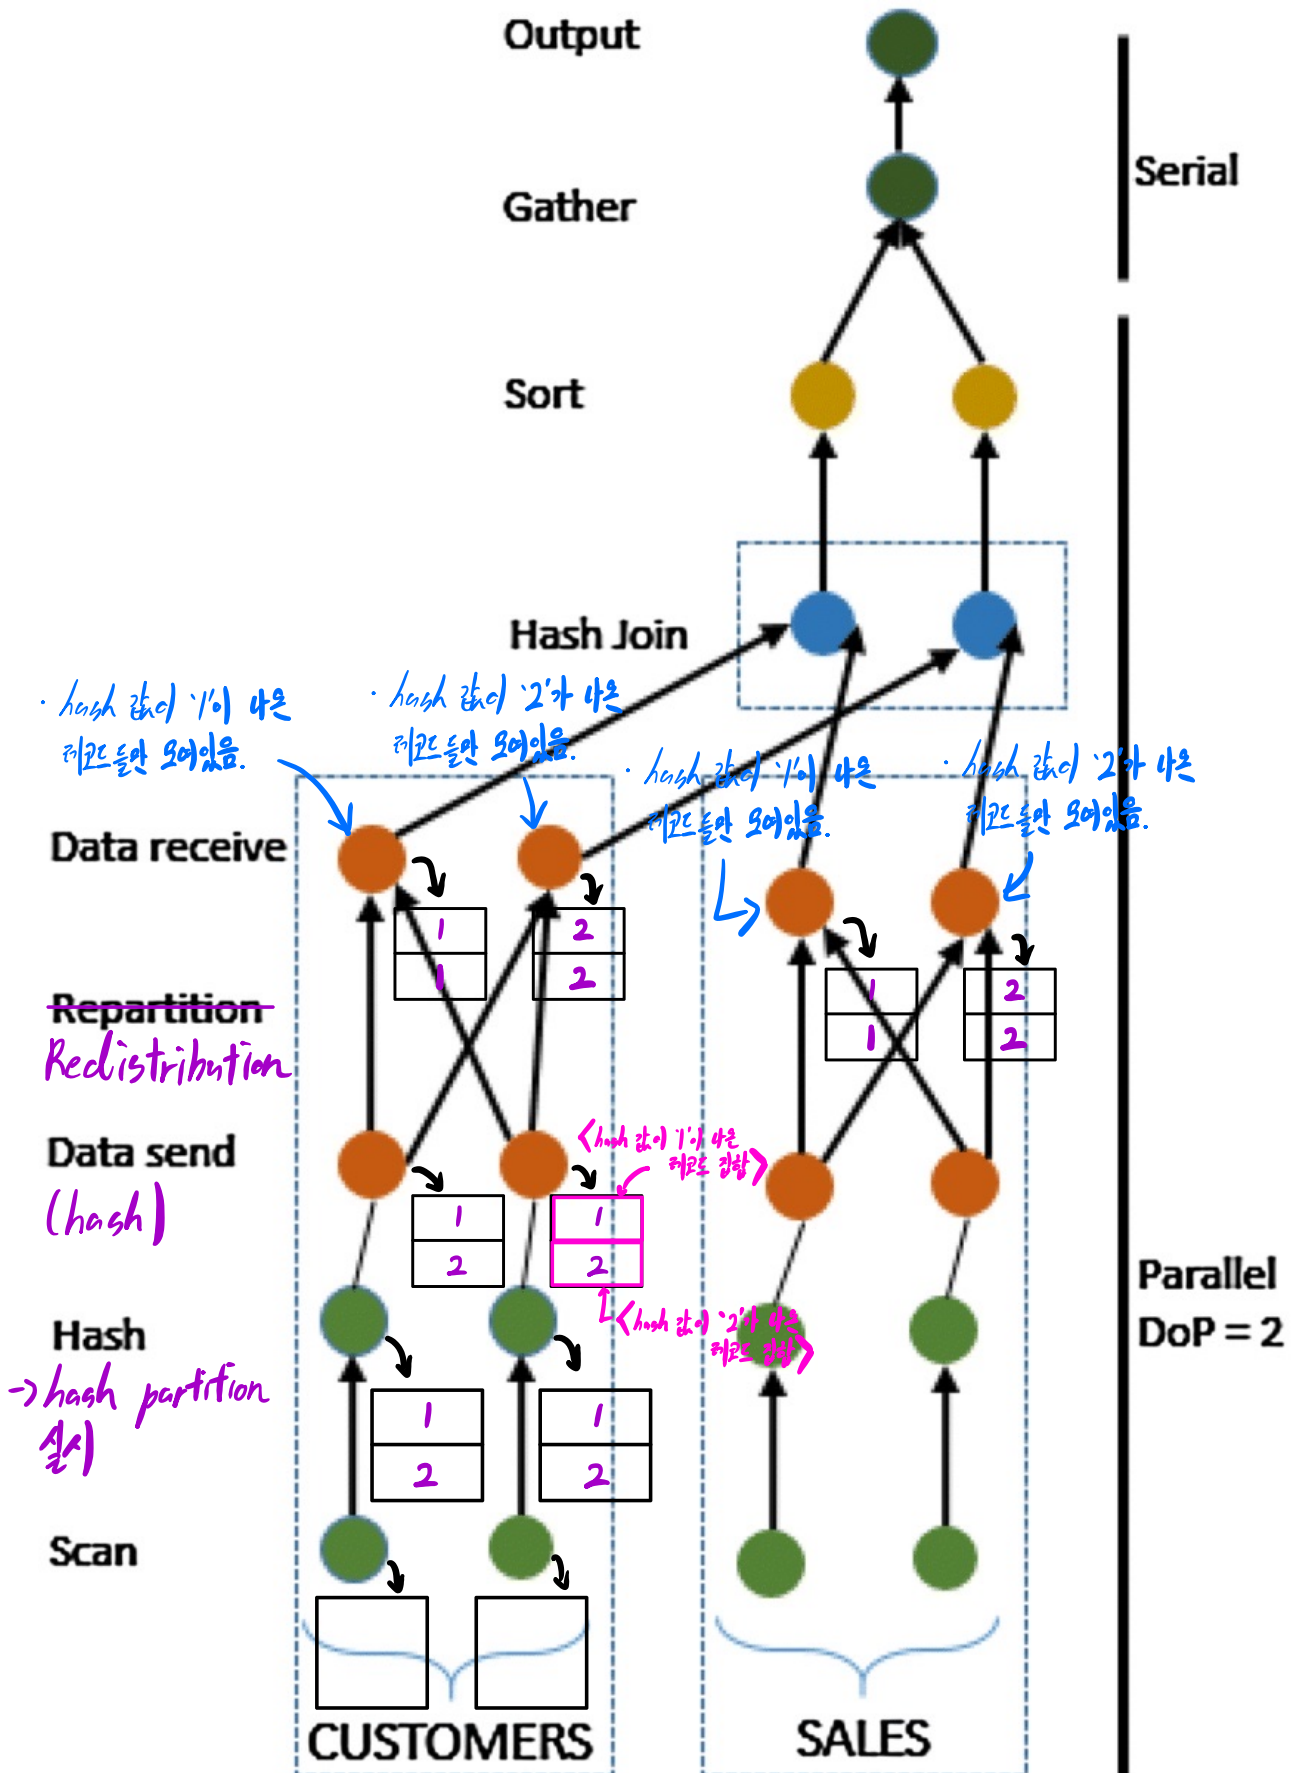 Output
Serial
Gather
Sort
Hash Join
· hash 값이 '1'이 나온
레코드들만 모여있음.
· hash 값이 '2'가 나온
레코드들만 모여있음.
· hash 값이 '1'이 나온
레코드들만 모여있음.
· hash 값이 '2'가 나온
레코드들만 모여있음.
Data receive
1
1
2
2
1
1
2
2
Repartition
Redistribution
Data send
(hash)
<hash 값이 '1'이 나온
레코드 집합>
1
2
1
2
<hash 값이 '2'가 나온
레코드 집합>
Hash
→ hash partition
실시
1
2
1
2
Parallel
DoP = 2
Scan
CUSTOMERS
SALES